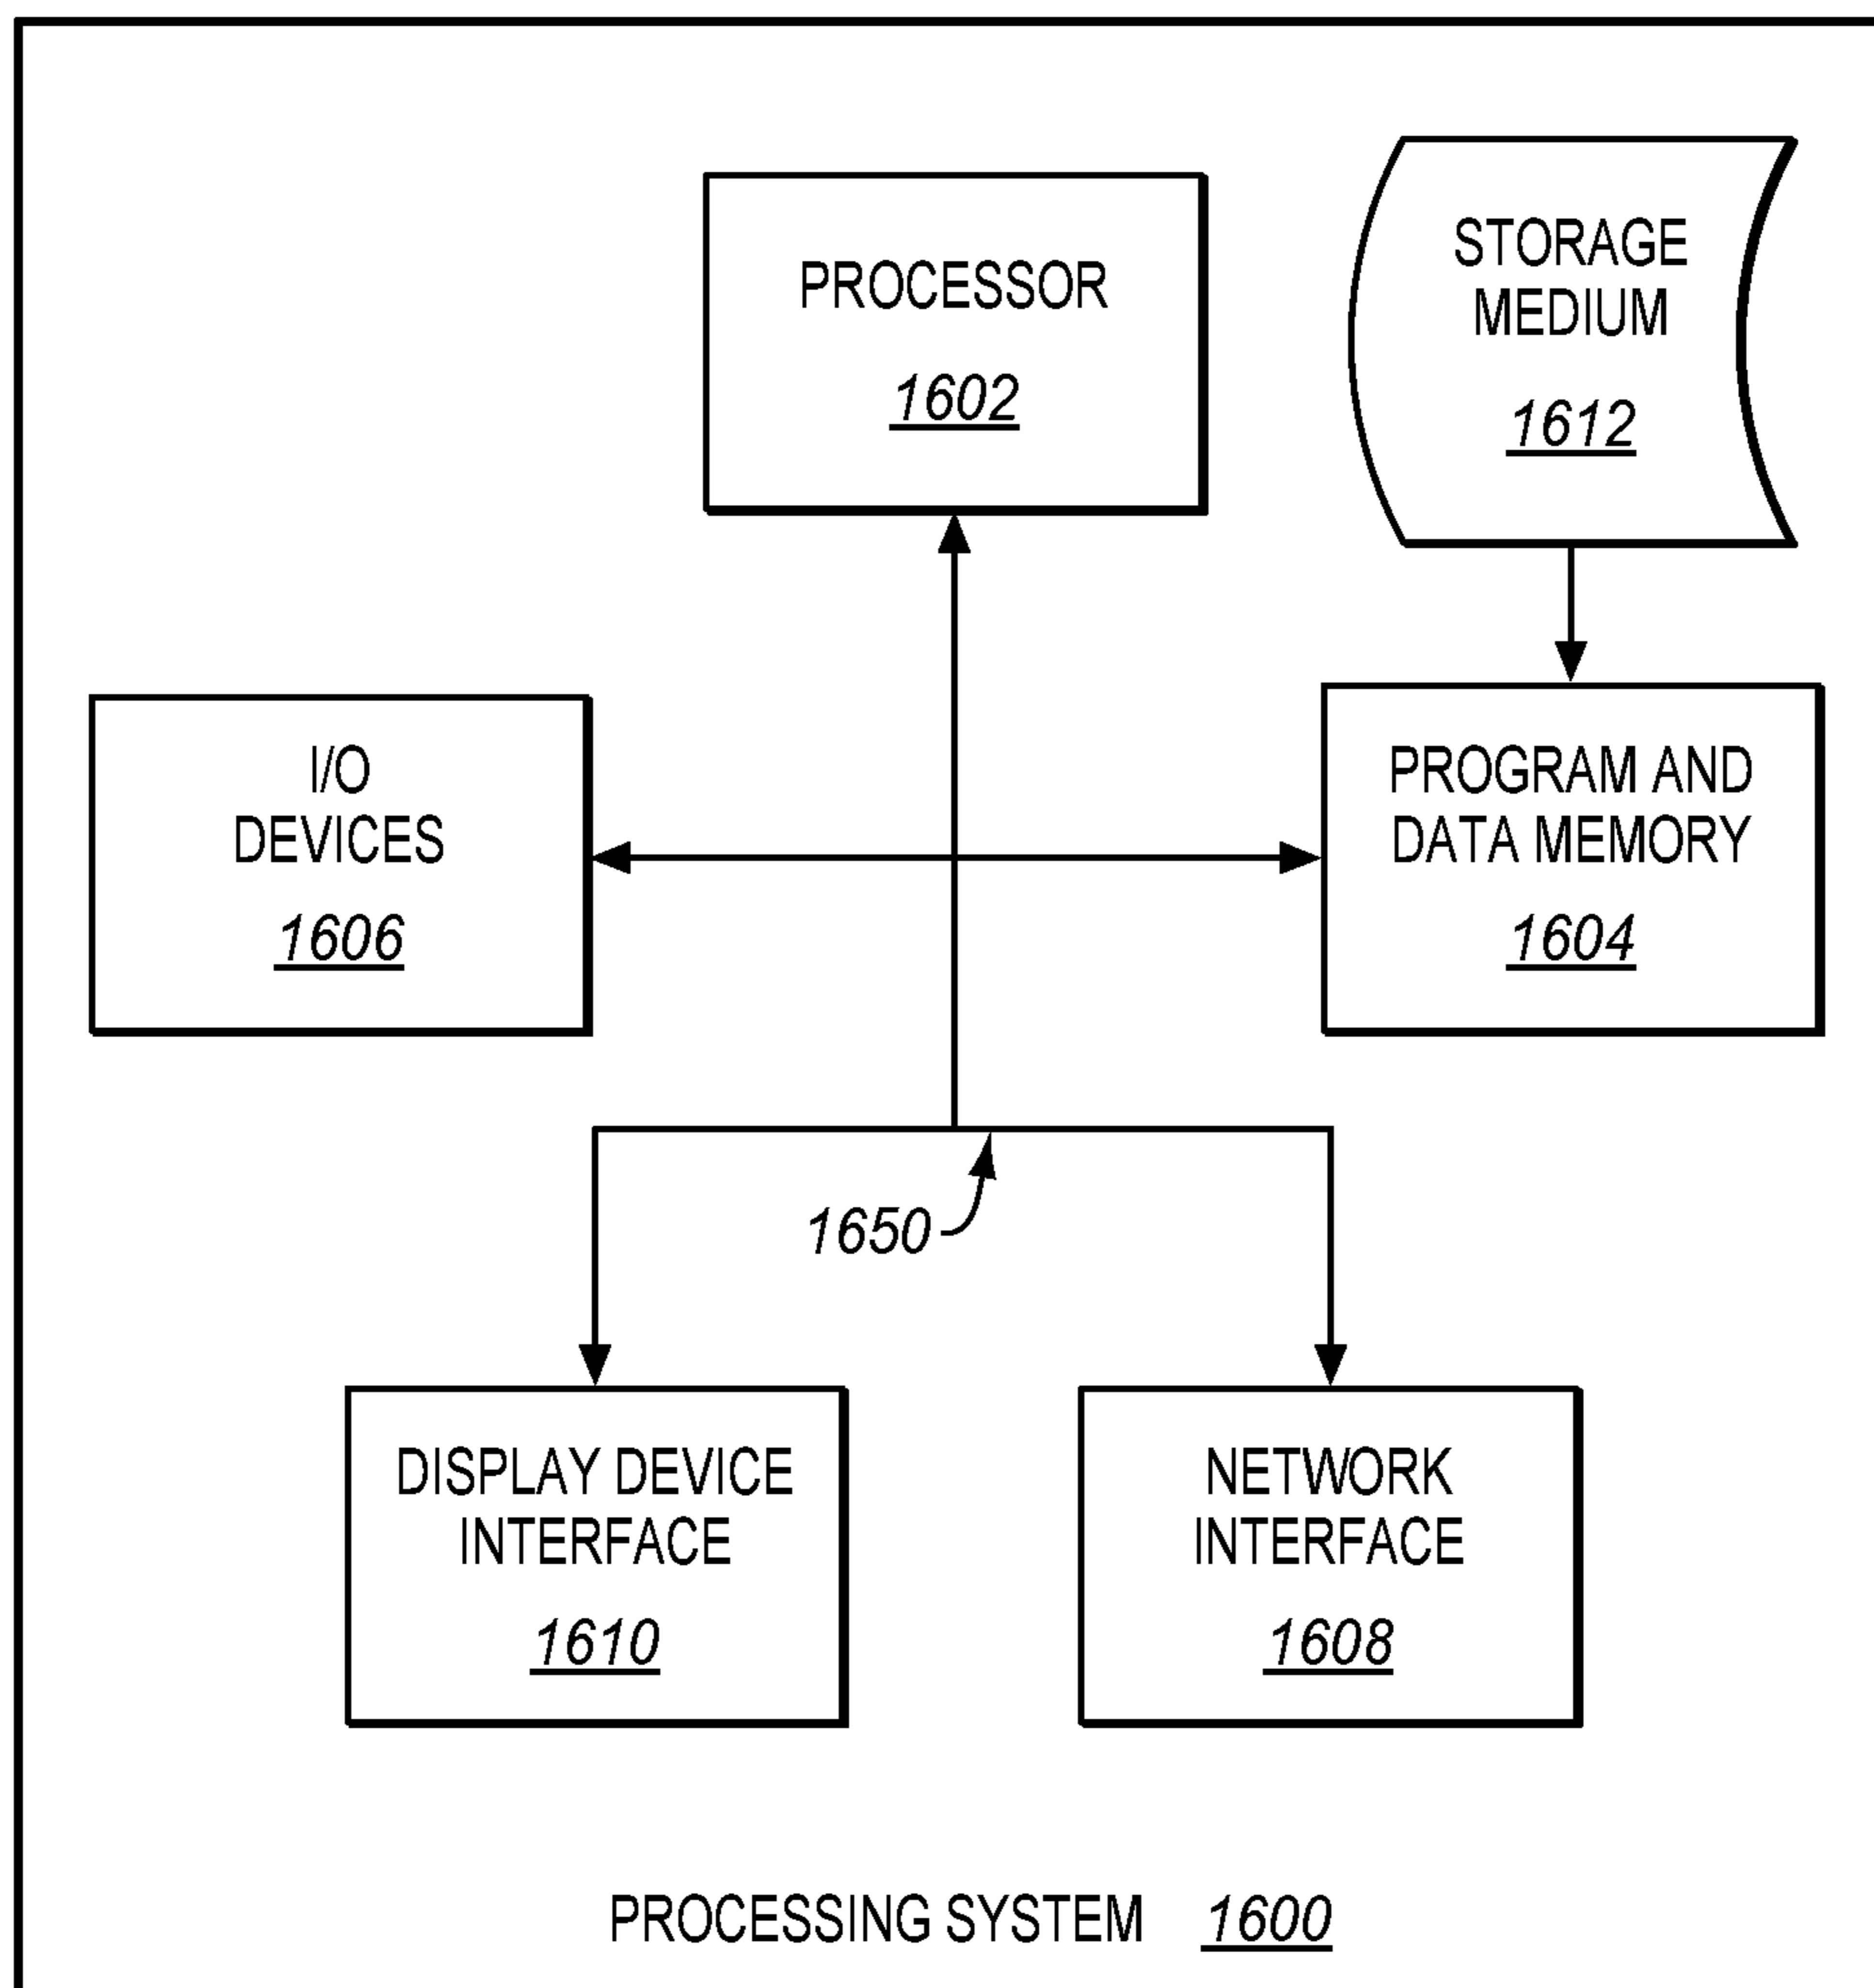 PROCESSOR
1602
STORAGE
MEDIUM
1612
I/O
DEVICES
1606
PROGRAM AND
DATA MEMORY
1604
1650
DISPLAY DEVICE
INTERFACE
1610
NETWORK
INTERFACE
1608
PROCESSING SYSTEM 1600